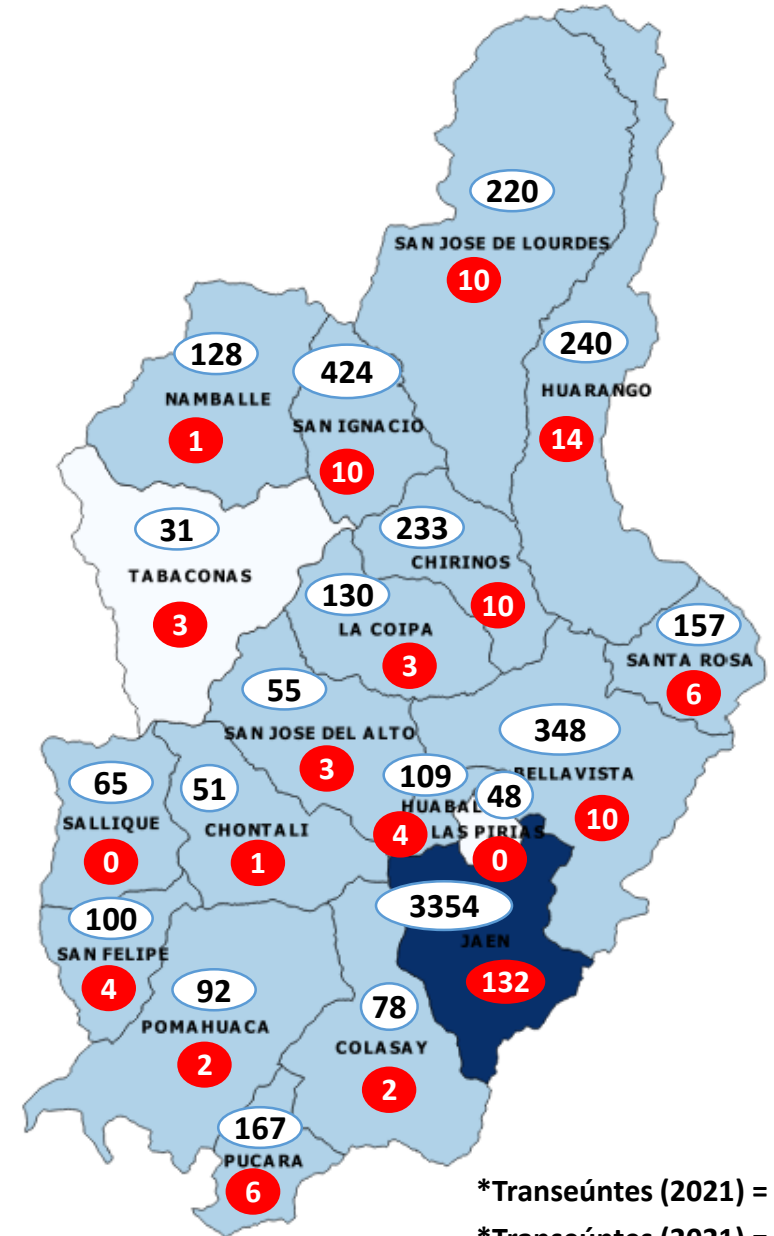 220
SAN JOSE DE LOURDES
10
240
HUARANGO
14
128
NAMBALLE
1
424
SAN IGNACIO
10
31
TABACONAS
3
233
CHIRINOS
10
130
LA COIPA
3
157
SANTA ROSA
6
55
SAN JOSE DEL ALTO
3
348
BELLAVISTA
10
109
HUABAL
4
48
LAS PIRIAS
0
65
SALLIQUE
0
51
CHONTALI
1
3354
JAEN
132
100
SAN FELIPE
4
92
POMAHUACA
2
78
COLASAY
2
167
PUCARA
6
*Transeúntes (2021) =
*Transeúntes (2021) =